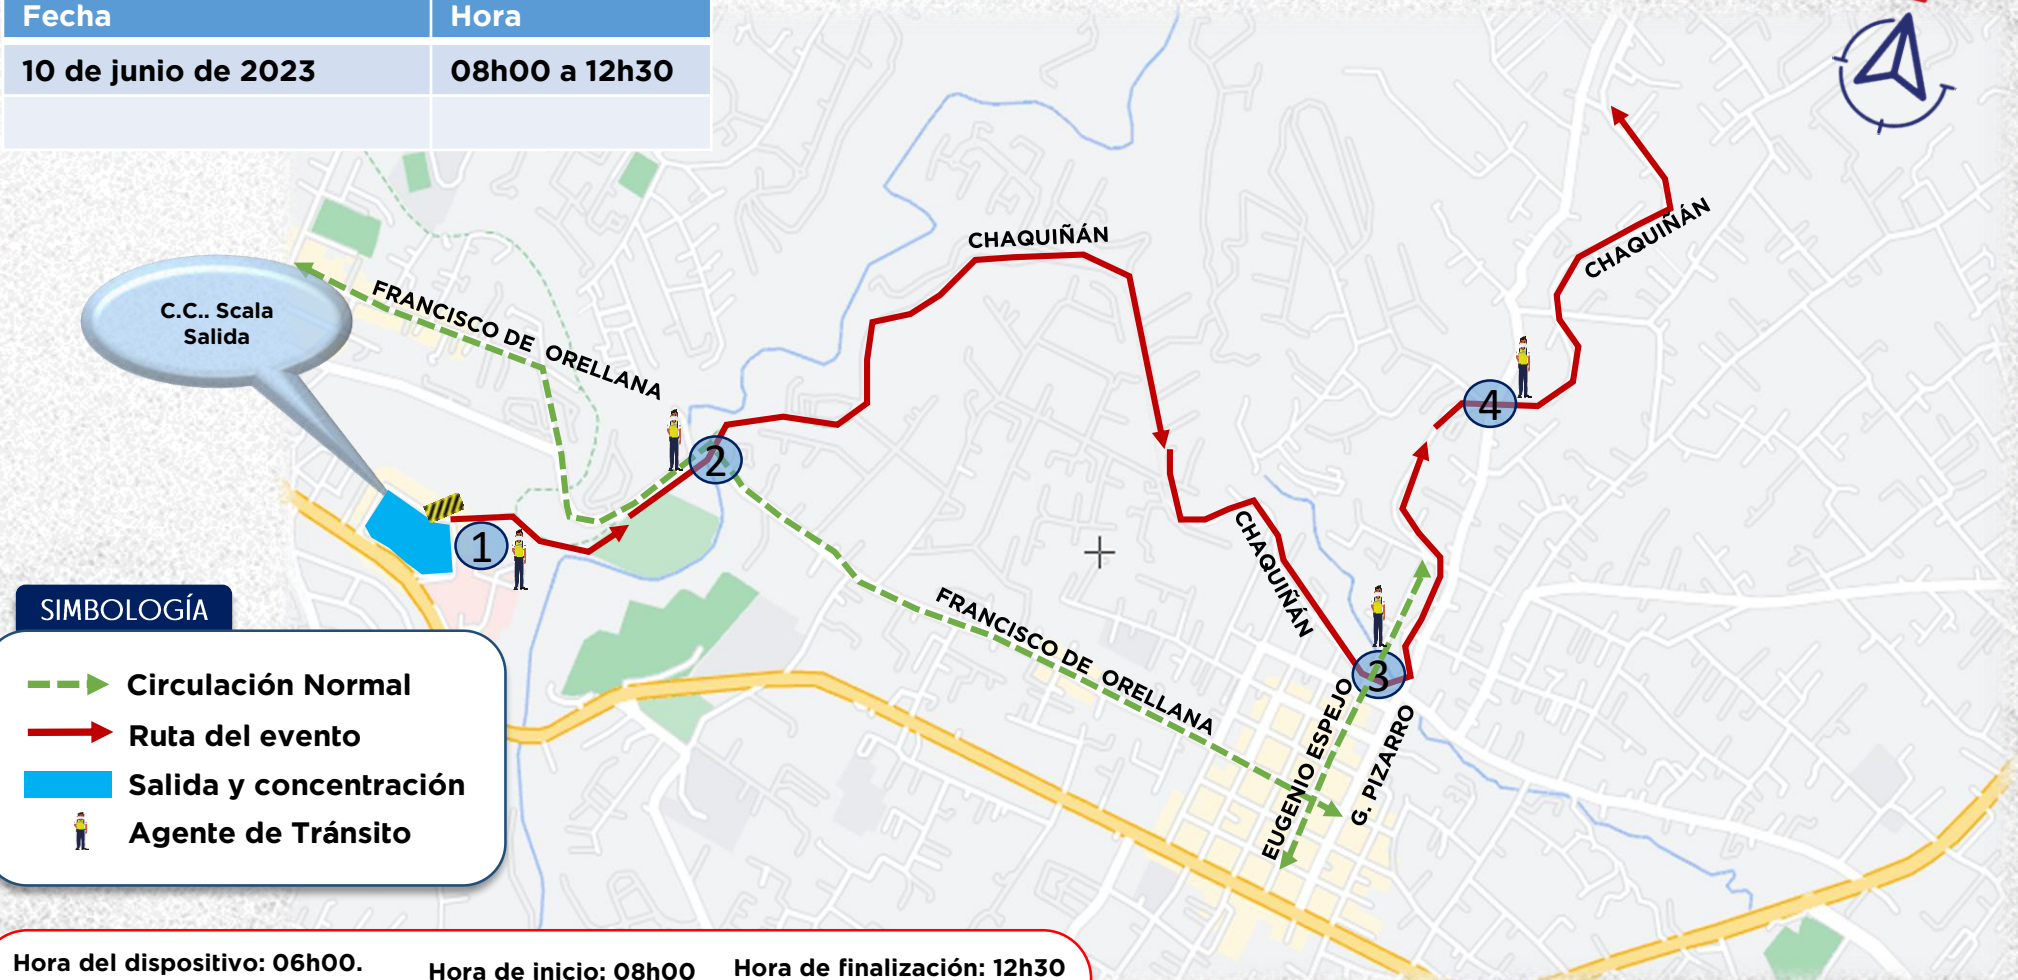 Fecha
Hora
10 de junio de 2023
08h00 a 12h30
CHAQUIÑÁN
CHAQUIÑÁN
C.C.. Scala
Salida
FRANCISCO DE ORELLANA
4
2
1
CHAQUIÑÁN
SIMBOLOGÍA
Circulación Normal
Ruta del evento
Salida y concentración
Agente de Tránsito
FRANCISCO DE ORELLANA
3
EUGENIO ESPEJO
G. PIZARRO
Hora del dispositivo: 06h00.
Hora de inicio: 08h00
Hora de finalización: 12h30